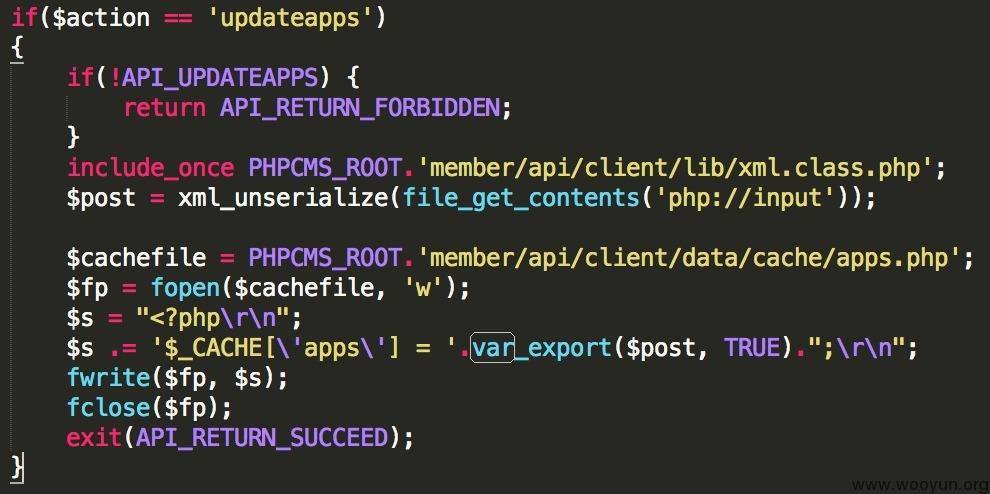 if($action == 'updateapps')
{
if(!API_UPDATEAPPS) {
return API_RETURN_FORBIDDEN;
}
include_once PHPCMS_ROOT.'member/api/client/lib/xml.class.php';
$post = xml_unserialize(file_get_contents('php://input'));
$cachefile = PHPCMS_ROOT.'member/api/client/data/cache/apps.php';
$fp = fopen($cachefile, 'w');
$s = "<?php\r\n";
$s .= '$_CACHE[\'apps\'] = '.var_export($post, TRUE).";\r\n";
fwrite($fp, $s);
fclose($fp);
exit(API_RETURN_SUCCEED);
}
www.wooyun.org